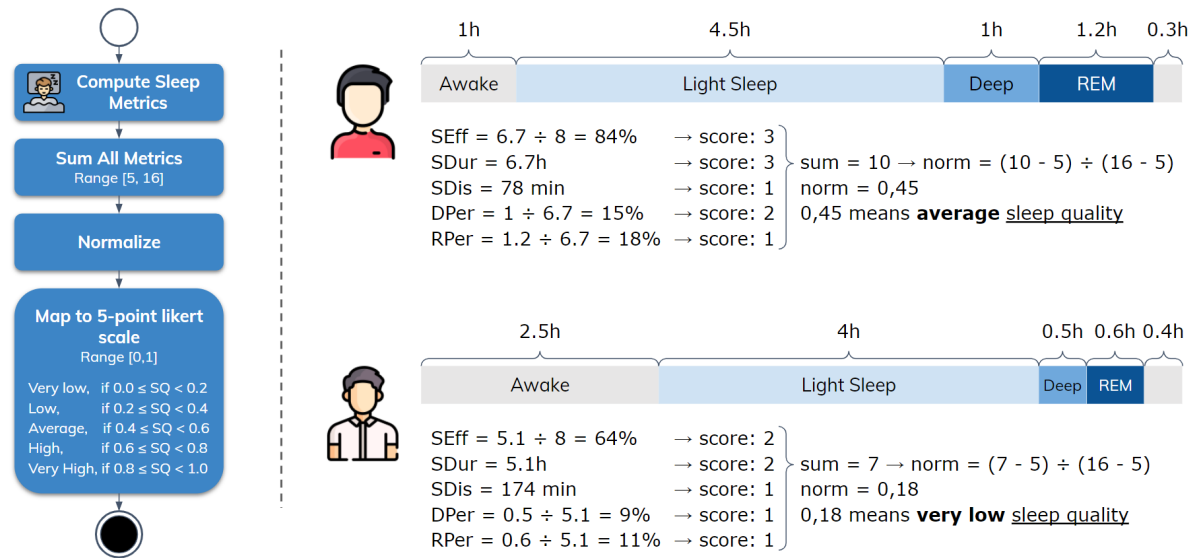 Compute Sleep
Metrics
Sum All Metrics
Range [5, 16]
Normalize
Map to 5-point likert
scale
Range [0,1]
Very low, if 0.0 ≤ SQ < 0.2
Low, if 0.2 ≤ SQ < 0.4
Average, if 0.4 ≤ SQ < 0.6
High, if 0.6 ≤ SQ < 0.8
Very High, if 0.8 ≤ SQ < 1.0
1h 4.5h 1h 1.2h 0.3h
Awake Light Sleep Deep REM
SEff = 6.7 ÷ 8 = 84% → score: 3
SDur = 6.7h → score: 3
SDis = 78 min → score: 1
DPer = 1 ÷ 6.7 = 15% → score: 2
RPer = 1.2 ÷ 6.7 = 18% → score: 1
sum = 10 → norm = (10 - 5) ÷ (16 - 5)
norm = 0,45
0,45 means average sleep quality
2.5h 4h 0.5h 0.6h 0.4h
Awake Light Sleep Deep REM
SEff = 5.1 ÷ 8 = 64% → score: 2
SDur = 5.1h → score: 2
SDis = 174 min → score: 1
DPer = 0.5 ÷ 5.1 = 9% → score: 1
RPer = 0.6 ÷ 5.1 = 11% → score: 1
sum = 7 → norm = (7 - 5) ÷ (16 - 5)
norm = 0,18
0,18 means very low sleep quality